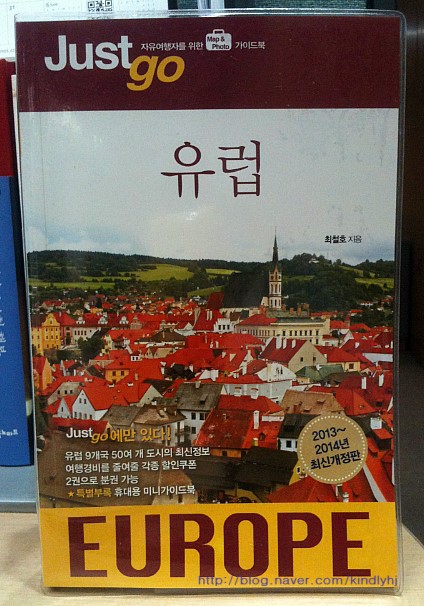 Just go
자유여행자를 위한 Map & Photo 가이드북
유럽
최철호 지음
Just go에만 있다!
유럽 9개국 50여 개 도시의 최신정보
여행경비를 줄여줄 각종 할인쿠폰
2권으로 분권 가능
★ 특별부록 휴대용 미니가이드북
2013~
2014년
최신개정판
EUROPE
http://blog.naver.com/kindlyhj